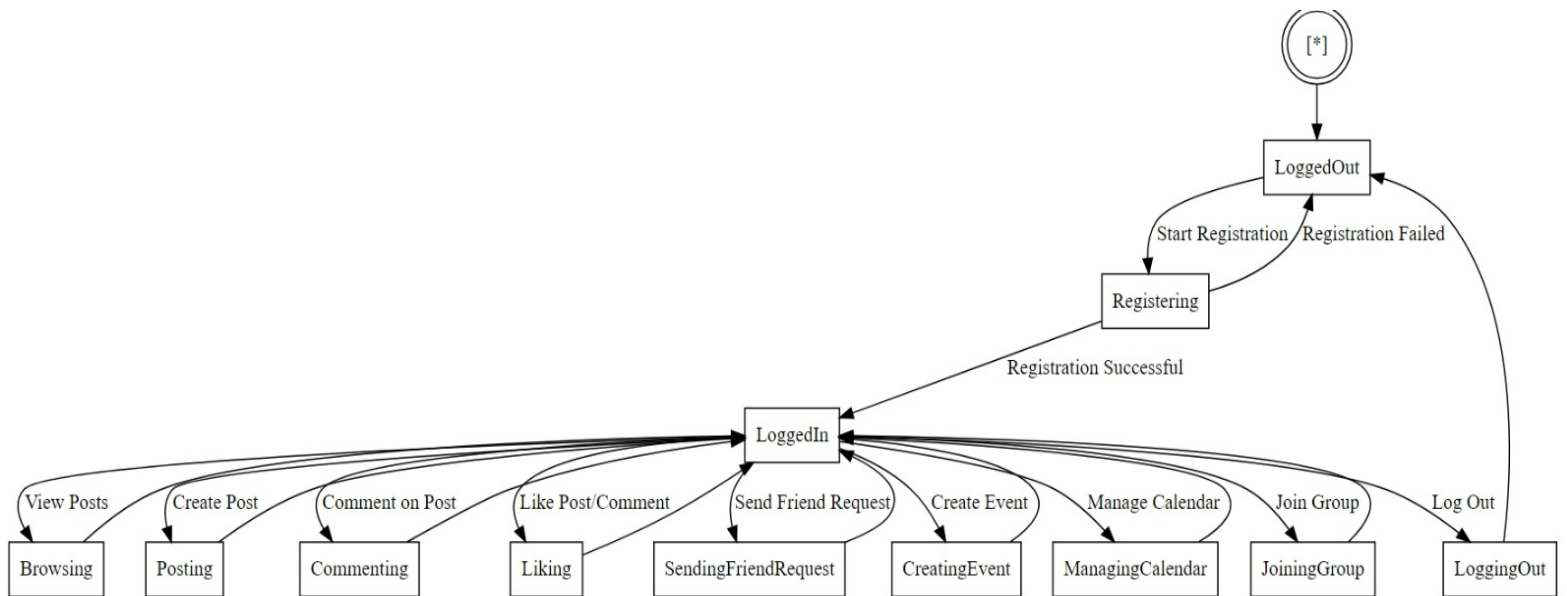 [*]
LoggedOut
Start Registration
Registration Failed
Registering
Registration Successful
LoggedIn
View Posts
Create Post
Comment on Post
Like Post/Comment
Send Friend Request
Create Event
Manage Calendar
Join Group
Log Out
Browsing
Posting
Commenting
Liking
SendingFriendRequest
CreatingEvent
ManagingCalendar
JoiningGroup
LoggingOut